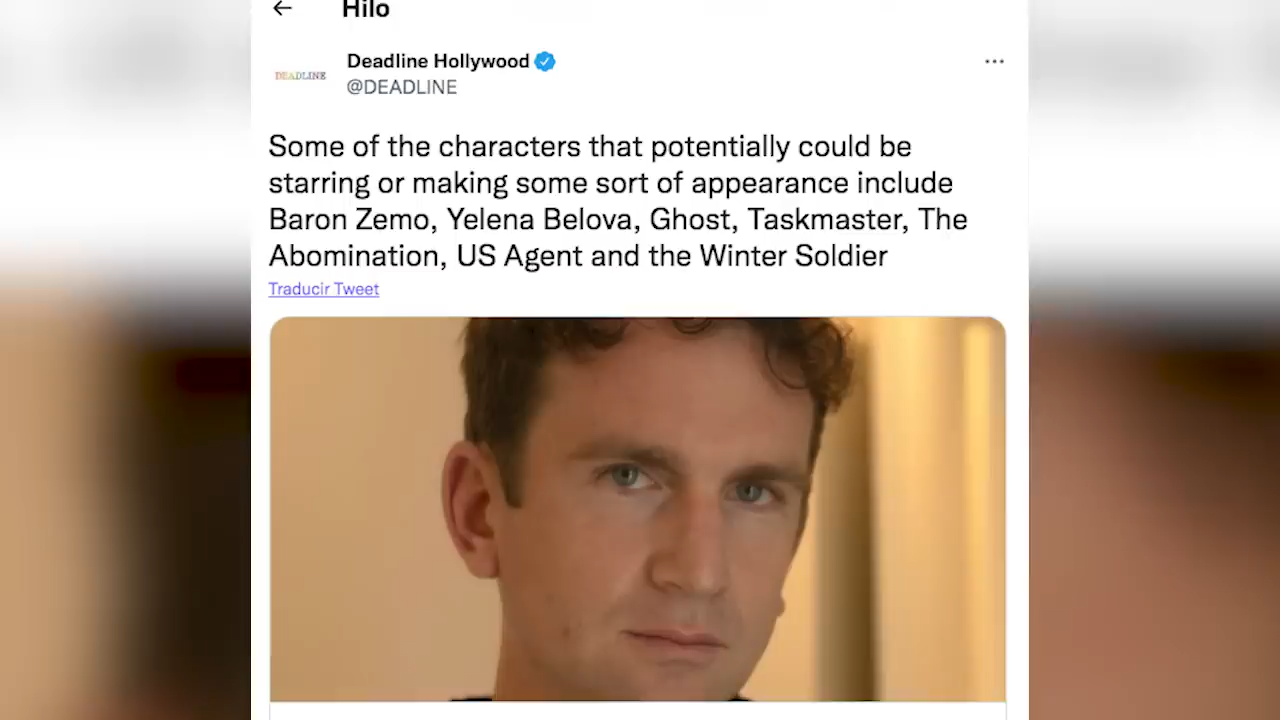 Hilo
Deadline Hollywood
DEADLINE
@DEADLINE
Some of the characters that potentially could be
starring or making some sort of appearance include
Baron Zemo, Yelena Belova, Ghost, Taskmaster, The
Abomination, US Agent and the Winter Soldier
Traducir Tweet